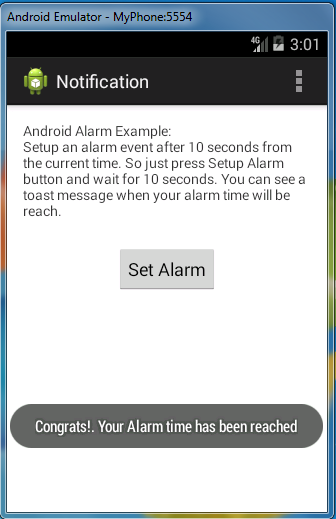 Android Emulator - MyPhone:5554
4G 3:01
Notification
Android Alarm Example:
Setup an alarm event after 10 seconds from
the current time. So just press Setup Alarm
button and wait for 10 seconds. You can see a
toast message when your alarm time will be
reach.
Set Alarm
Congrats!. Your Alarm time has been reached